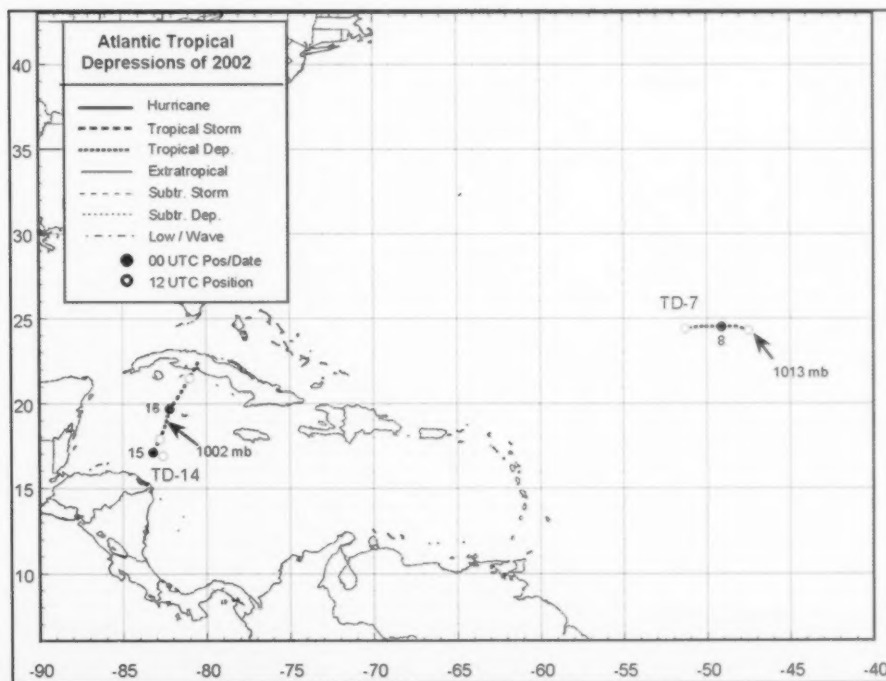 Atlantic Tropical
Depressions of 2002
Hurricane
Tropical Storm
Tropical Dep.
Extratropical
Subtr. Storm
Subtr. Dep.
Low / Wave
00 UTC Pos/Date
12 UTC Position
40
35
30
25
20
15
10
TD-7
8
1013 mb
16
1002 mb
15
TD-14
-90
-85
-80
-75
-70
-65
-60
-55
-50
-45
-40